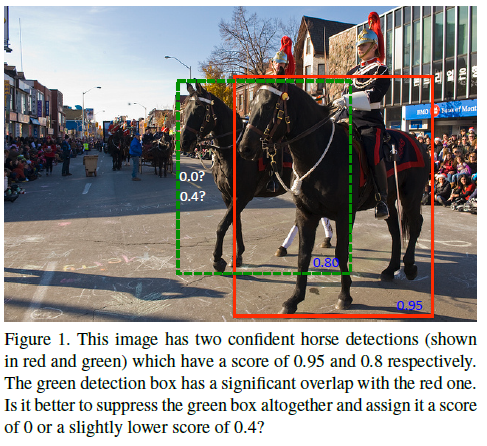 BMO
0.0?
0.4?
0.80
0.95
Figure 1. This image has two confident horse detections (shown
in red and green) which have a score of 0.95 and 0.8 respectively.
The green detection box has a significant overlap with the red one.
Is it better to suppress the green box altogether and assign it a score
of 0 or a slightly lower score of 0.4?